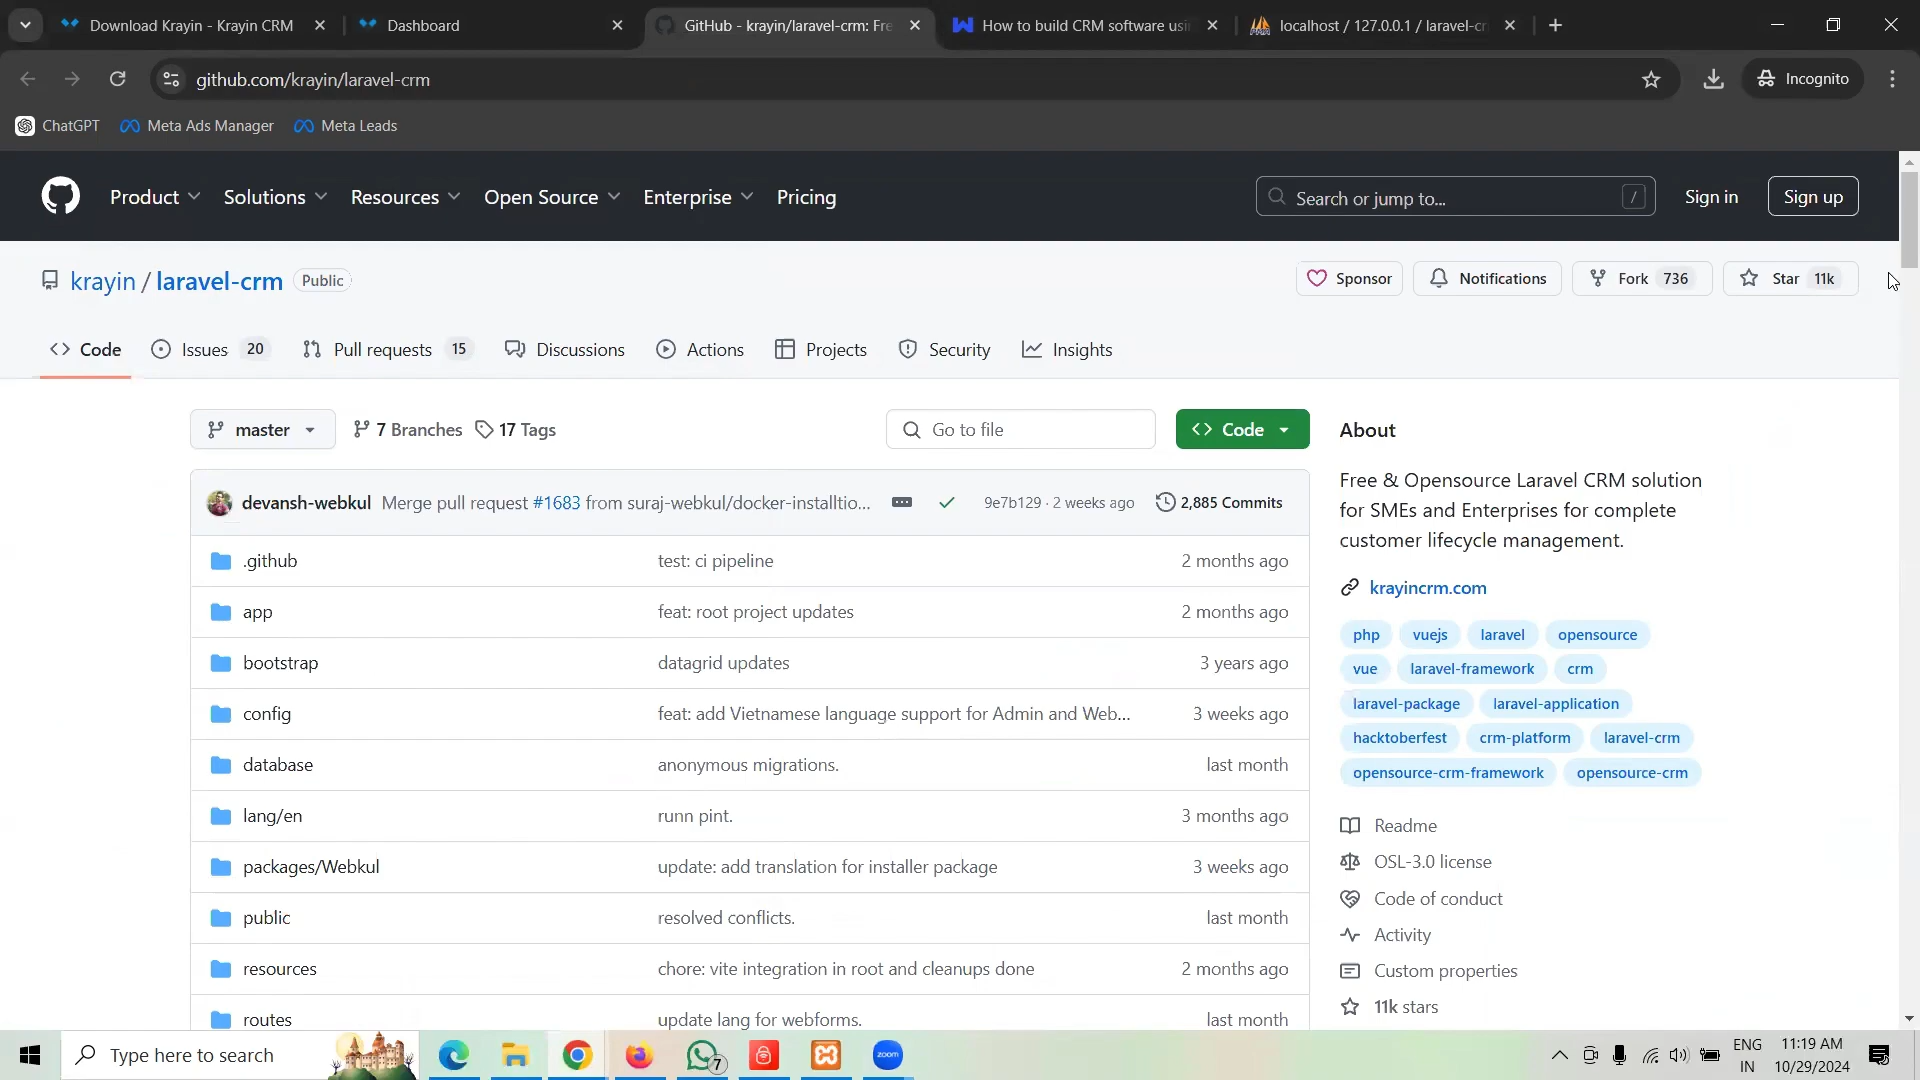 Download Krayin - Krayin CRM
Dashboard
GitHub - krayin/laravel-crm: Fre
How to build CRM software usi
localhost / 127.0.0.1 / laravel-cr
github.com/krayin/laravel-crm
Incognito
ChatGPT
Meta Ads Manager
Meta Leads
Product
Solutions
Resources
Open Source
Enterprise
Pricing
Search or jump to...
/
Sign in
Sign up
krayin / laravel-crm
Public
Sponsor
Notifications
Fork 736
Star 11k
Code
Issues 20
Pull requests 15
Discussions
Actions
Projects
Security
Insights
master
7 Branches
17 Tags
Go to file
Code
About
Free & Opensource Laravel CRM solution
for SMEs and Enterprises for complete
customer lifecycle management.
krayincrm.com
php vuejs laravel opensource
vue laravel-framework crm
laravel-package laravel-application
hacktoberfest crm-platform laravel-crm
opensource-crm-framework opensource-crm
Readme
OSL-3.0 license
Code of conduct
Activity
Custom properties
11k stars
devansh-webkul Merge pull request #1683 from suraj-webkul/docker-installtio... 9e7b129 · 2 weeks ago 2,885 Commits
.github test: ci pipeline 2 months ago
app feat: root project updates 2 months ago
bootstrap datagrid updates 3 years ago
config feat: add Vietnamese language support for Admin and Web... 3 weeks ago
database anonymous migrations. last month
lang/en runn pint. 3 months ago
packages/Webkul update: add translation for installer package 3 weeks ago
public resolved conflicts. last month
resources chore: vite integration in root and cleanups done 2 months ago
routes update lang for webforms. last month
Type here to search
7
zoom
ENG
IN
11:19 AM
10/29/2024